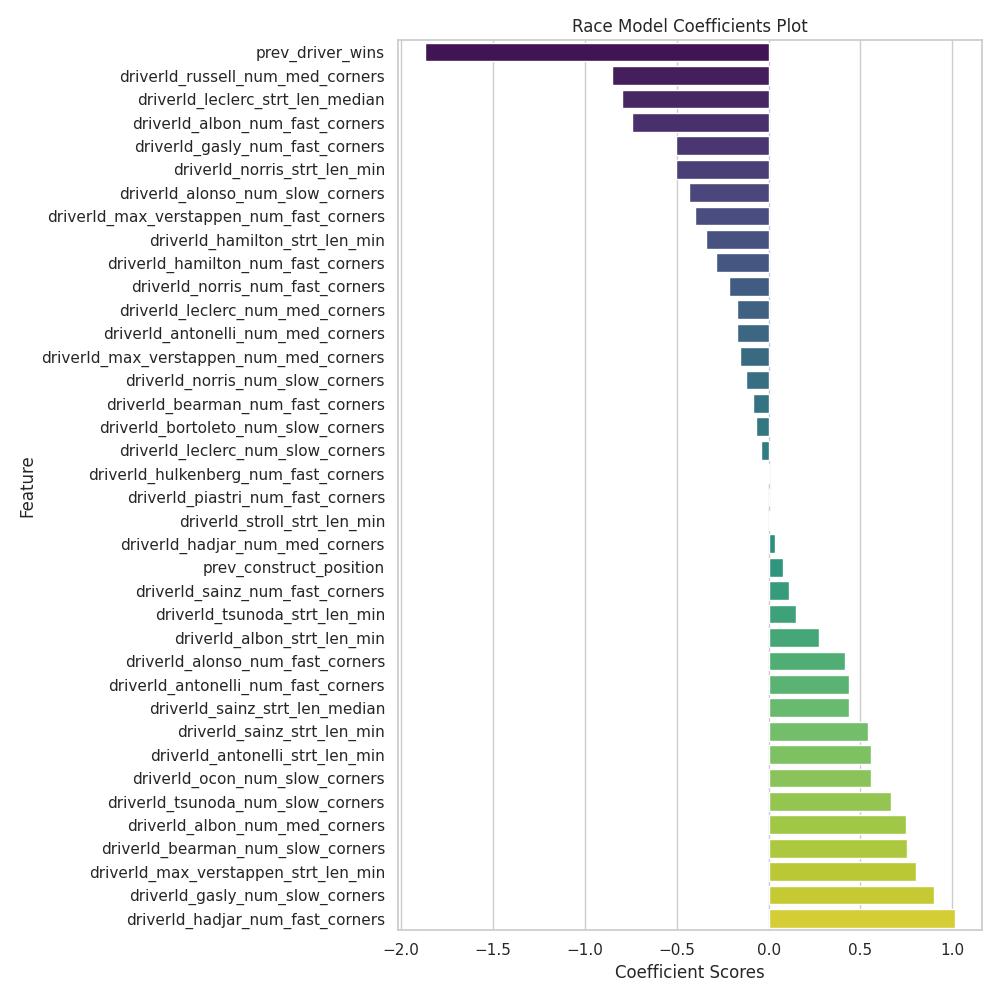 Race Model Coefficients Plot
Feature
prev_driver_wins
driverId_russell_num_med_corners
driverId_leclerc_strt_len_median
driverId_albon_num_fast_corners
driverId_gasly_num_fast_corners
driverId_norris_strt_len_min
driverId_alonso_num_slow_corners
driverId_max_verstappen_num_fast_corners
driverId_hamilton_strt_len_min
driverId_hamilton_num_fast_corners
driverId_norris_num_fast_corners
driverId_leclerc_num_med_corners
driverId_antonelli_num_med_corners
driverId_max_verstappen_num_med_corners
driverId_norris_num_slow_corners
driverId_bearman_num_fast_corners
driverId_bortoleto_num_slow_corners
driverId_leclerc_num_slow_corners
driverId_hulkenberg_num_fast_corners
driverId_piastri_num_fast_corners
driverId_stroll_strt_len_min
driverId_hadjar_num_med_corners
prev_construct_position
driverId_sainz_num_fast_corners
driverId_tsunoda_strt_len_min
driverId_albon_strt_len_min
driverId_alonso_num_fast_corners
driverId_antonelli_num_fast_corners
driverId_sainz_strt_len_median
driverId_sainz_strt_len_min
driverId_antonelli_strt_len_min
driverId_ocon_num_slow_corners
driverId_tsunoda_num_slow_corners
driverId_albon_num_med_corners
driverId_bearman_num_slow_corners
driverId_max_verstappen_strt_len_min
driverId_gasly_num_slow_corners
driverId_hadjar_num_fast_corners
−2.0 −1.5 −1.0 −0.5 0.0 0.5 1.0
Coefficient Scores